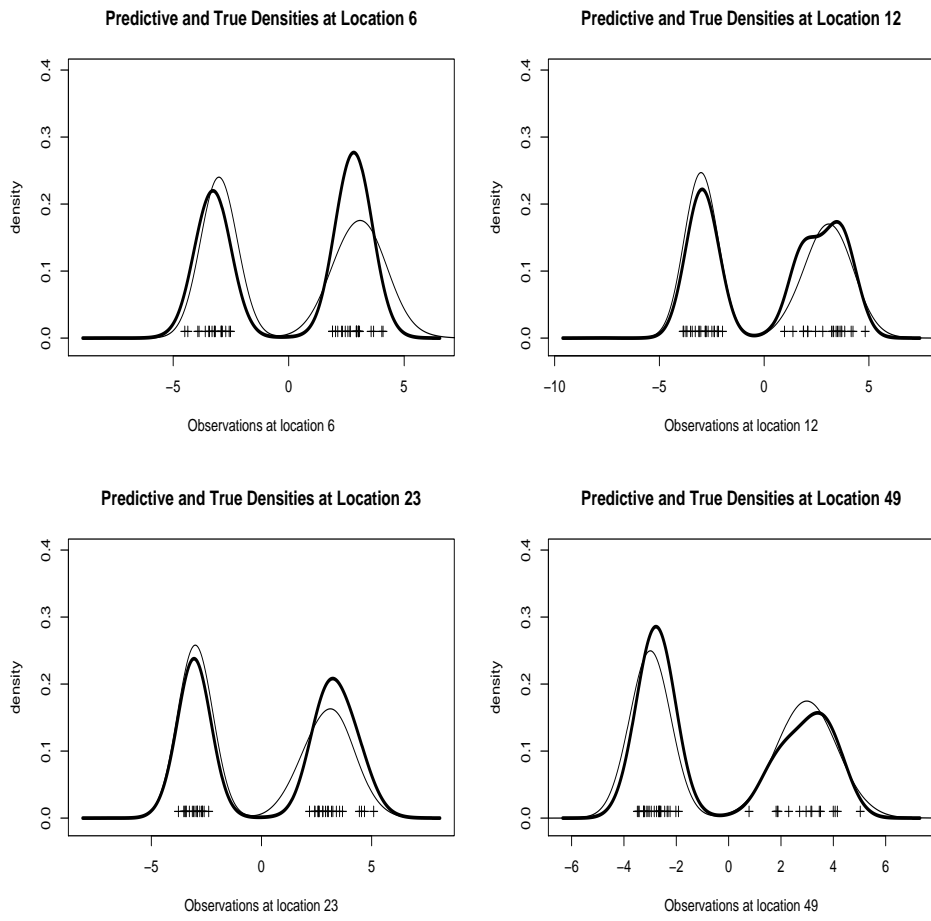 Predictive and True Densities at Location 6
density
0.0 0.1 0.2 0.3 0.4
−5 0 5
Observations at location 6
Predictive and True Densities at Location 12
density
0.0 0.1 0.2 0.3 0.4
−10 −5 0 5
Observations at location 12
Predictive and True Densities at Location 23
density
0.0 0.1 0.2 0.3 0.4
−5 0 5
Observations at location 23
Predictive and True Densities at Location 49
density
0.0 0.1 0.2 0.3 0.4
−6 −4 −2 0 2 4 6
Observations at location 49